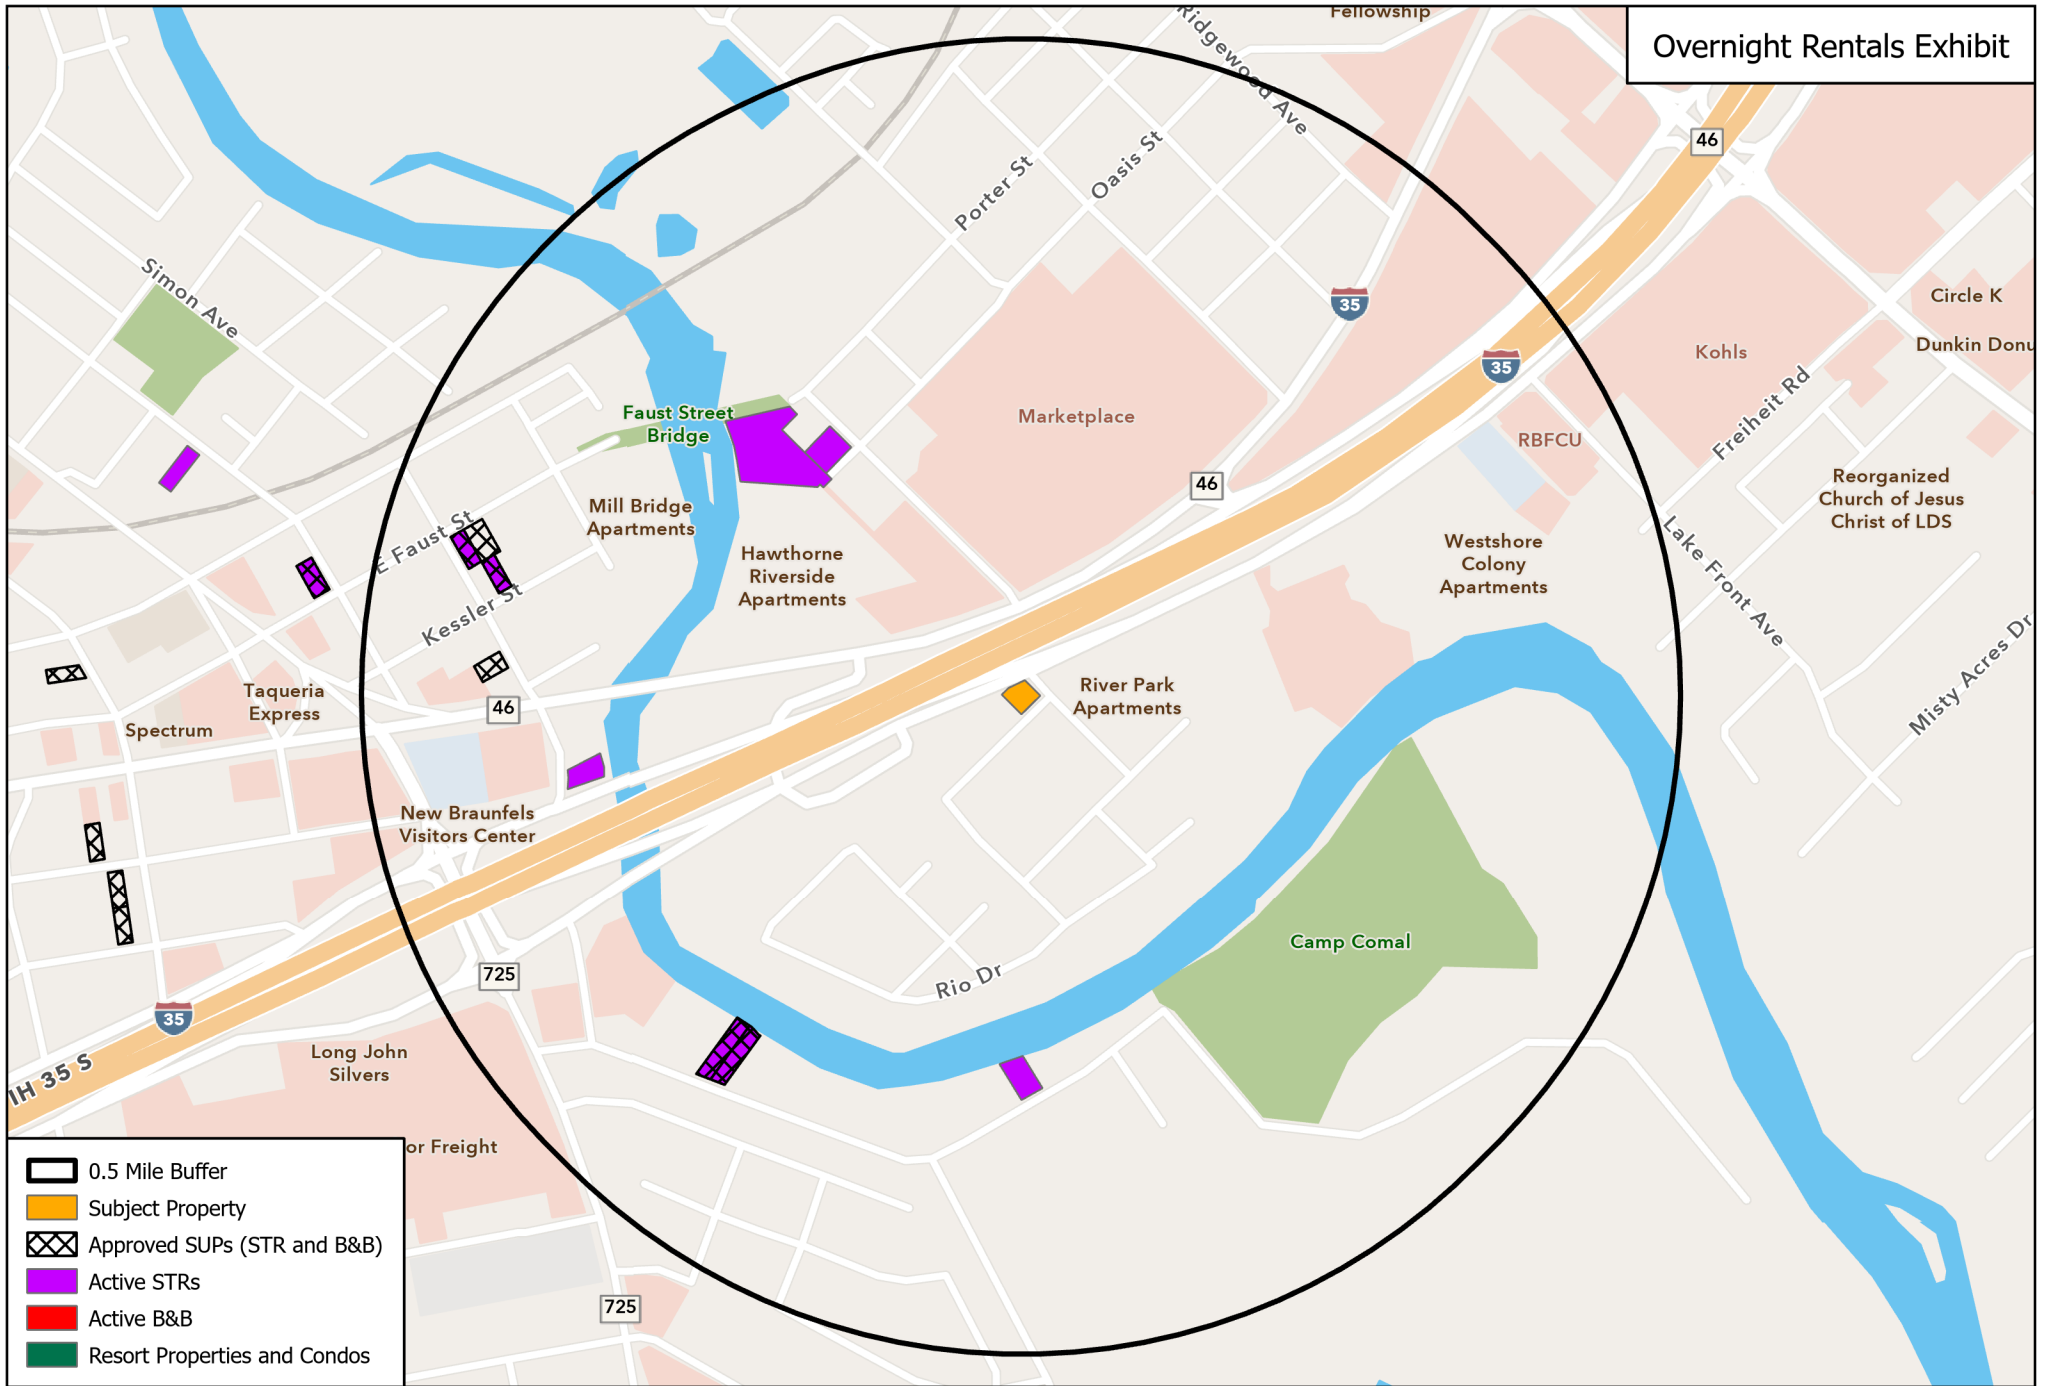 Fellowship
Overnight Rentals Exhibit
Ridgewood Ave
46
Oasis St
Porter St
Simon Ave
35
Circle K
Dunkin Donu
Kohls
35
Freiheit Rd
Faust Street
Bridge
Marketplace
RBFCU
46
Reorganized
Church of Jesus
Christ of LDS
Mill Bridge
Apartments
E Faust St
Hawthorne
Riverside
Apartments
Westshore
Colony
Apartments
Lake Front Ave
Kessler St
Misty Acres Dr
Taqueria
Express
Spectrum
46
River Park
Apartments
New Braunfels
Visitors Center
Camp Comal
725
Rio Dr
35
IH 35 S
Long John
Silvers
or Freight
725
0.5 Mile Buffer
Subject Property
Approved SUPs (STR and B&B)
Active STRs
Active B&B
Resort Properties and Condos